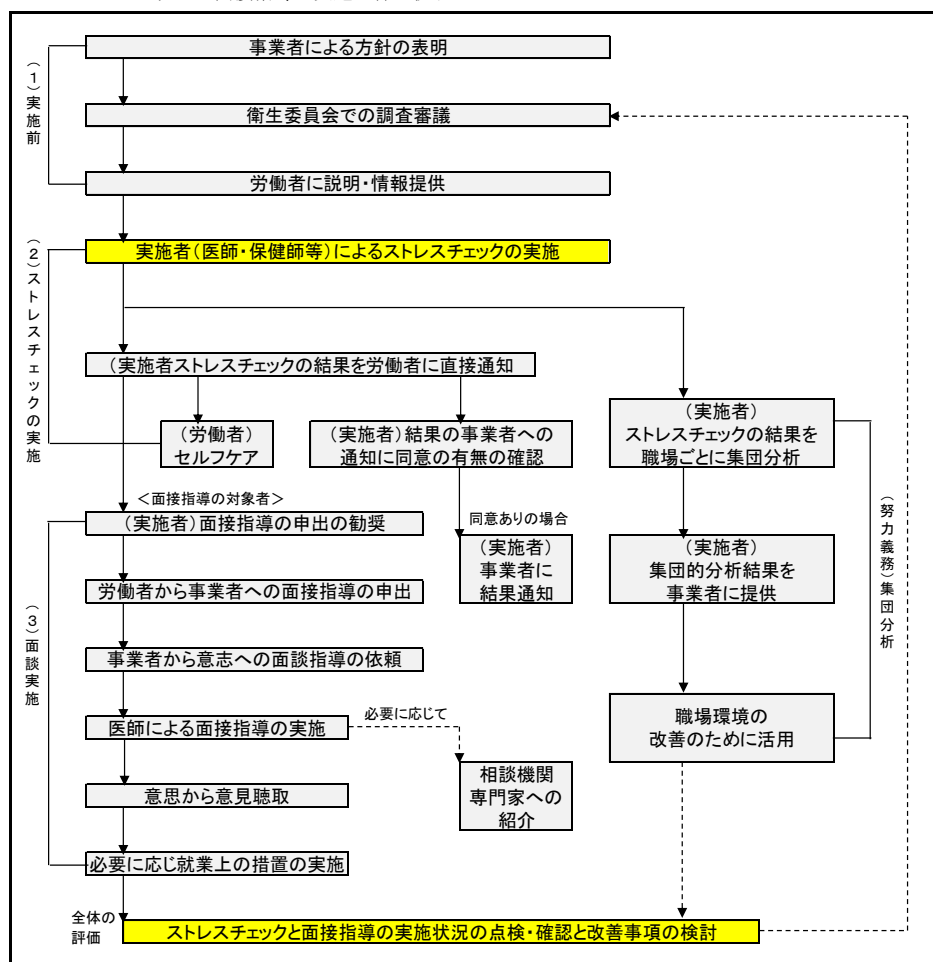 事業者による方針の表明
(1)実施前
衛生委員会での調査審議
労働者に説明・情報提供
実施者(医師・保健師等)によるストレスチェックの実施
(2)ストレスチェックの実施
(実施者ストレスチェックの結果を労働者に直接通知
(労働者)
セルフケア
(実施者)結果の事業者への
通知に同意の有無の確認
(実施者)
ストレスチェックの結果を
職場ごとに集団分析
<面接指導の対象者>
(実施者)面接指導の申出の勧奨
同意ありの場合
(実施者)
事業者に
結果通知
(実施者)
集団的分析結果を
事業者に提供
(努力義務)集団分析
労働者から事業者への面接指導の申出
(3)面談実施
事業者から意志への面談指導の依頼
医師による面接指導の実施
必要に応じて
職場環境の
改善のために活用
相談機関
専門家への
紹介
意思から意見聴取
必要に応じ就業上の措置の実施
全体の
評価
ストレスチェックと面接指導の実施状況の点検・確認と改善事項の検討